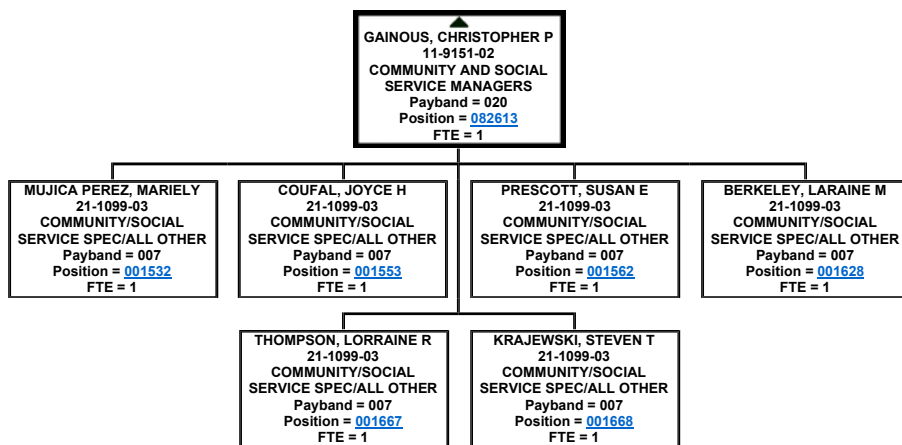 GAINOUS, CHRISTOPHER P
11-9151-02
COMMUNITY AND SOCIAL
SERVICE MANAGERS
Payband = 020
Position = 082613
FTE = 1
MUJICA PEREZ, MARIELY
21-1099-03
COMMUNITY/SOCIAL
SERVICE SPEC/ALL OTHER
Payband = 007
Position = 001532
FTE = 1
COUFAL, JOYCE H
21-1099-03
COMMUNITY/SOCIAL
SERVICE SPEC/ALL OTHER
Payband = 007
Position = 001553
FTE = 1
PRESCOTT, SUSAN E
21-1099-03
COMMUNITY/SOCIAL
SERVICE SPEC/ALL OTHER
Payband = 007
Position = 001562
FTE = 1
BERKELEY, LARAINE M
21-1099-03
COMMUNITY/SOCIAL
SERVICE SPEC/ALL OTHER
Payband = 007
Position = 001628
FTE = 1
THOMPSON, LORRAINE R
21-1099-03
COMMUNITY/SOCIAL
SERVICE SPEC/ALL OTHER
Payband = 007
Position = 001667
FTE = 1
KRAJEWSKI, STEVEN T
21-1099-03
COMMUNITY/SOCIAL
SERVICE SPEC/ALL OTHER
Payband = 007
Position = 001668
FTE = 1